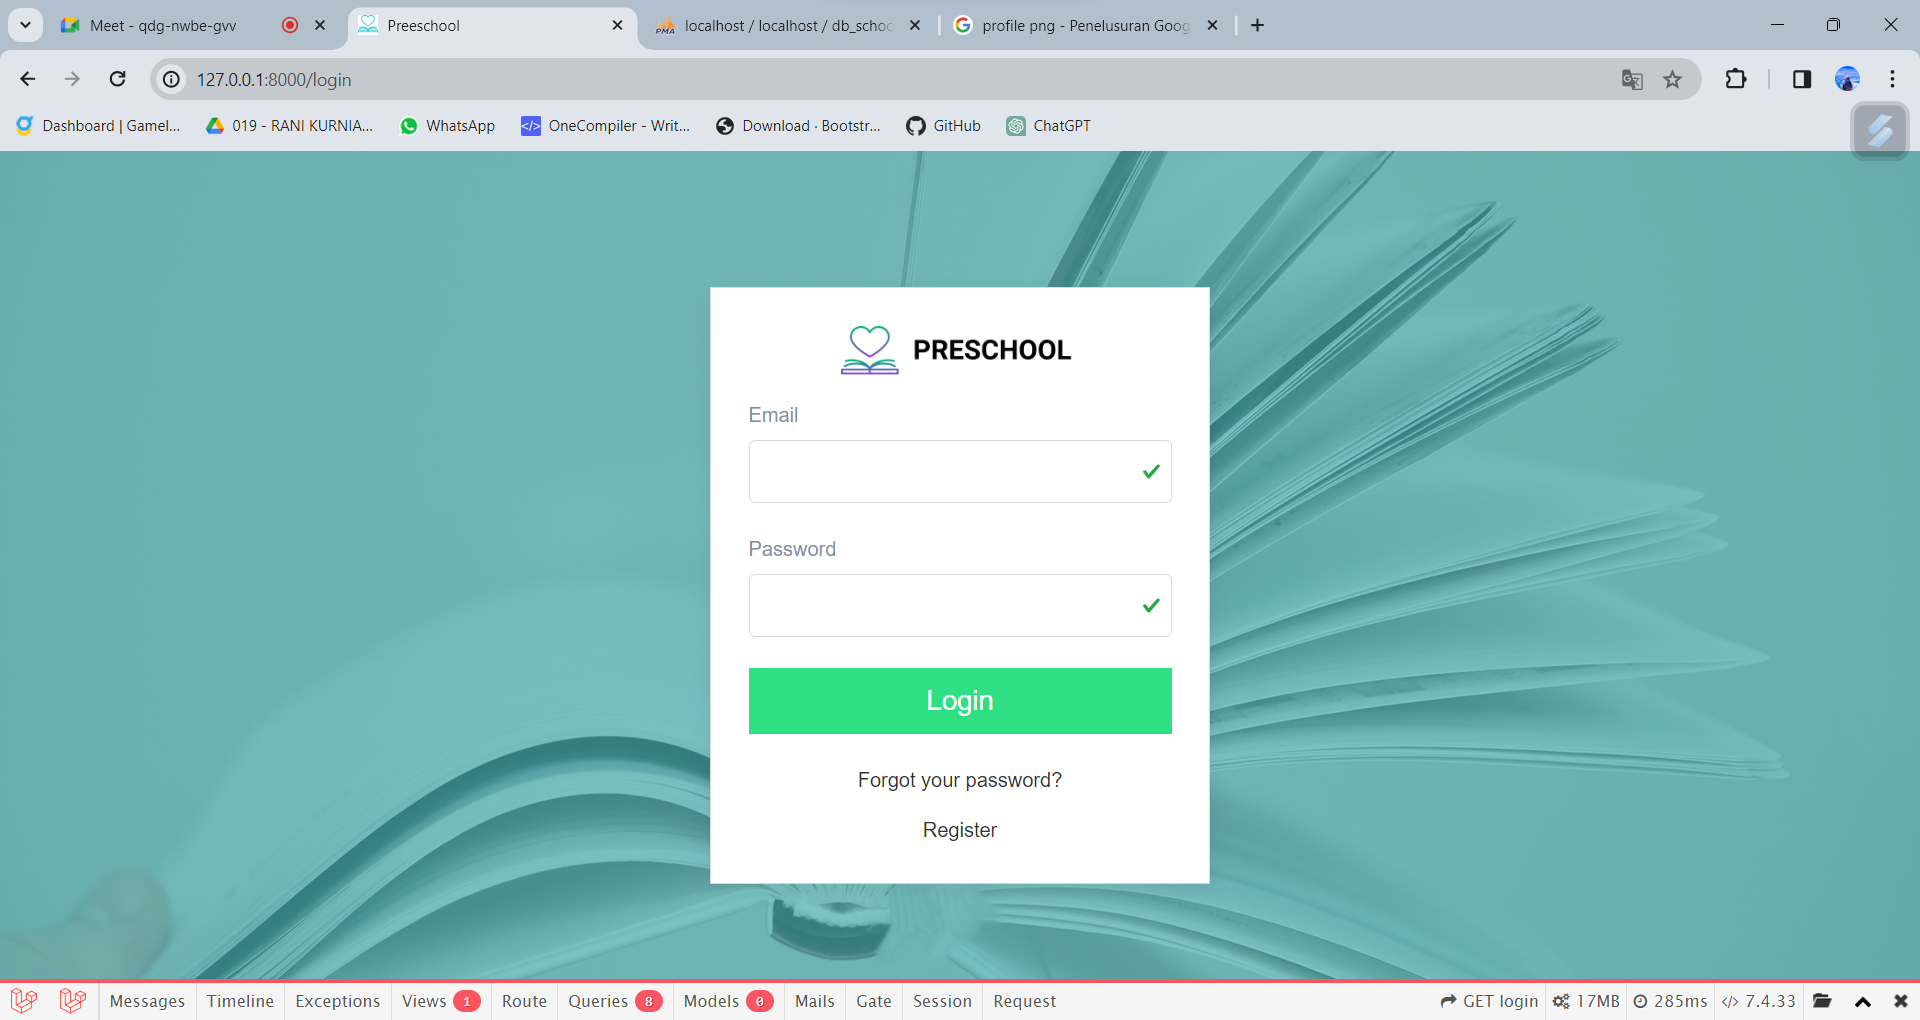 Meet - qdg-nwbe-gvv
Preeschool
localhost / localhost / db_schoo
profile png - Penelusuran Goog
127.0.0.1:8000/login
Dashboard | Gamel...
019 - RANI KURNIA...
WhatsApp
OneCompiler - Writ...
Download · Bootstr...
GitHub
ChatGPT
PRESCHOOL
Email
Password
Login
Forgot your password?
Register
Messages
Timeline
Exceptions
Views 1
Route
Queries 8
Models 0
Mails
Gate
Session
Request
GET login
17MB
285ms
7.4.33